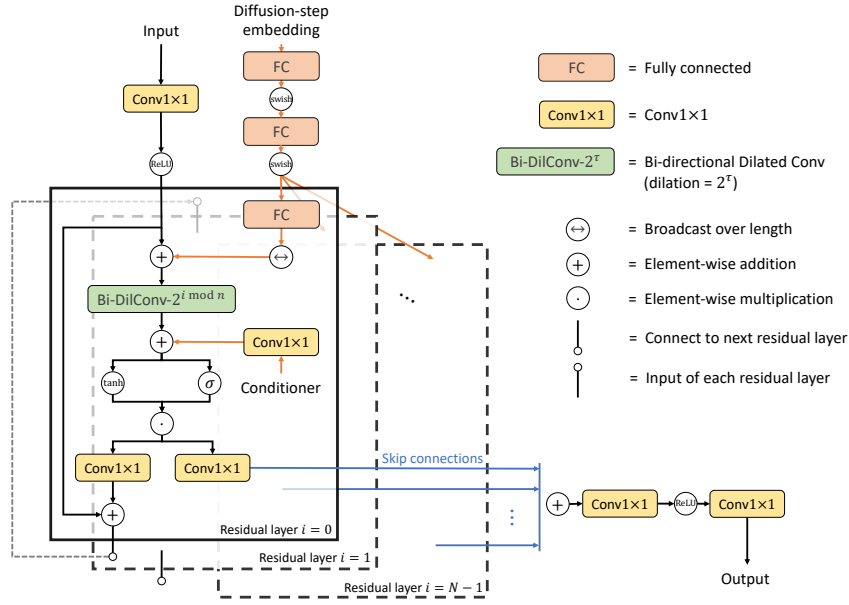 Diffusion-step
embedding
Input
FC
Conv1×1
swish
FC
ReLU
swish
FC
↔
+
Bi-DilConv-2^{i mod n}
+
Conv1×1
tanh
σ
Conditioner
·
Conv1×1
Conv1×1
+
Residual layer i = 0
Residual layer i = 1
Residual layer i = N − 1
...
Skip connections
⋮
+
Conv1×1
ReLU
Conv1×1
Output
FC = Fully connected
Conv1×1 = Conv1×1
Bi-DilConv-2^τ = Bi-directional Dilated Conv
(dilation = 2^τ)
↔ = Broadcast over length
+ = Element-wise addition
· = Element-wise multiplication
= Connect to next residual layer
= Input of each residual layer